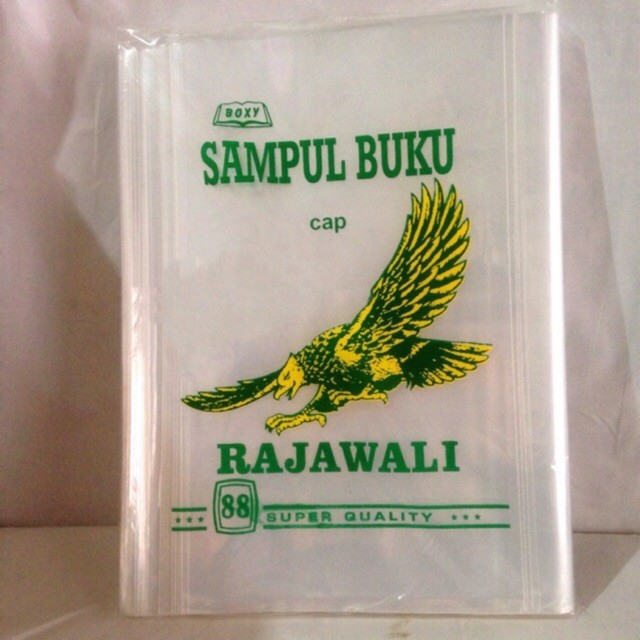 BOXY
SAMPUL BUKU
cap
RAJAWALI
88
SUPER QUALITY